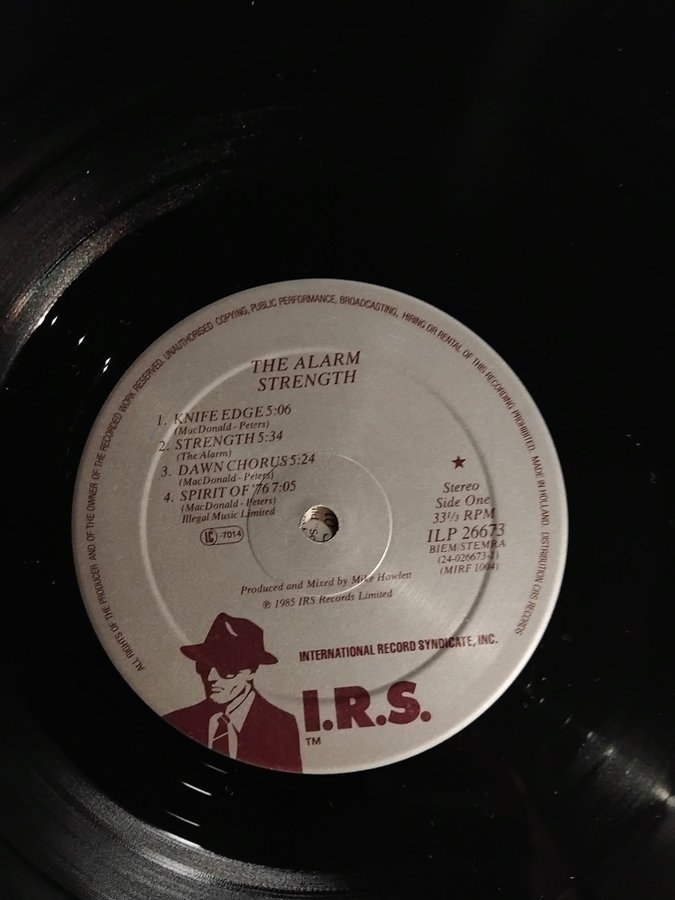 ALL RIGHTS OF THE PRODUCER AND OF THE OWNER OF THE RECORDED WORK RESERVED. UNAUTHORISED COPYING, PUBLIC PERFORMANCE, BROADCASTING, HIRING OR RENTAL OF THIS RECORDING PROHIBITED. MADE IN HOLLAND. DISTRIBUTION CBS RECORDS
THE ALARM
STRENGTH
1. KNIFE EDGE 5:06
(MacDonald - Peters)
2. STRENGTH 5:34
(The Alarm)
3. DAWN CHORUS 5:24
(MacDonald - Peters)
4. SPIRIT OF '76 7:05
(MacDonald - Peters)
Illegal Music Limited
LC -7014
★
Stereo
Side One
33⅓ RPM
ILP 26673
BIEM/STEMRA
(24-026673-1)
(MIRF 1004)
Produced and Mixed by Mike Howlett
℗ 1985 IRS Records Limited
INTERNATIONAL RECORD SYNDICATE, INC.
I.R.S.
TM